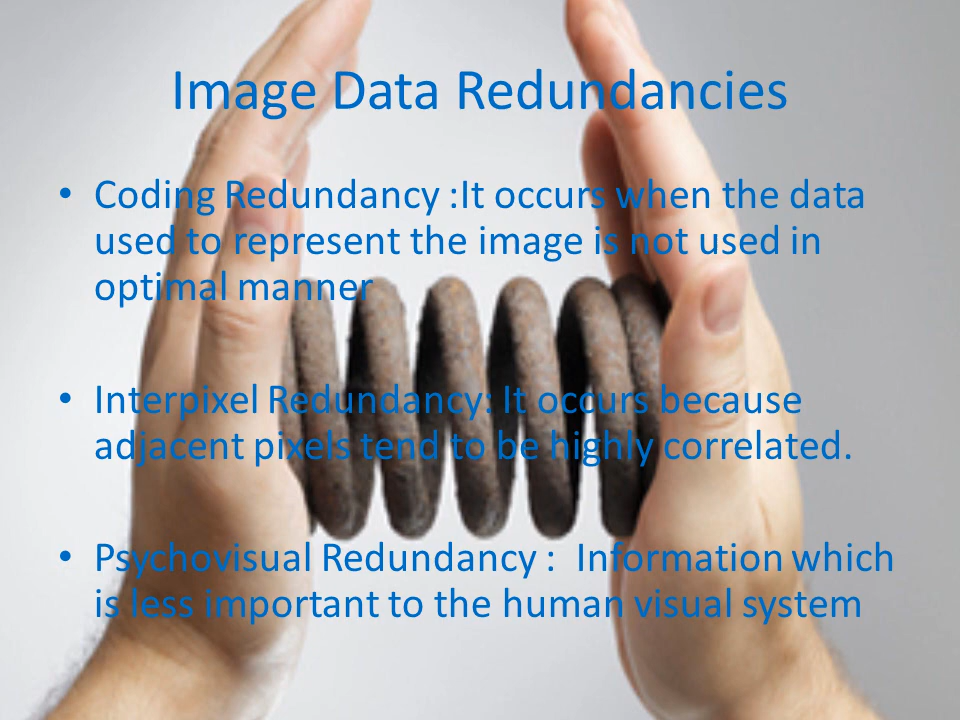 Image Data Redundancies
• Coding Redundancy :It occurs when the data
used to represent the image is not used in
optimal manner
• Interpixel Redundancy: It occurs because
adjacent pixels tend to be highly correlated.
• Psychovisual Redundancy :  Information which
is less important to the human visual system